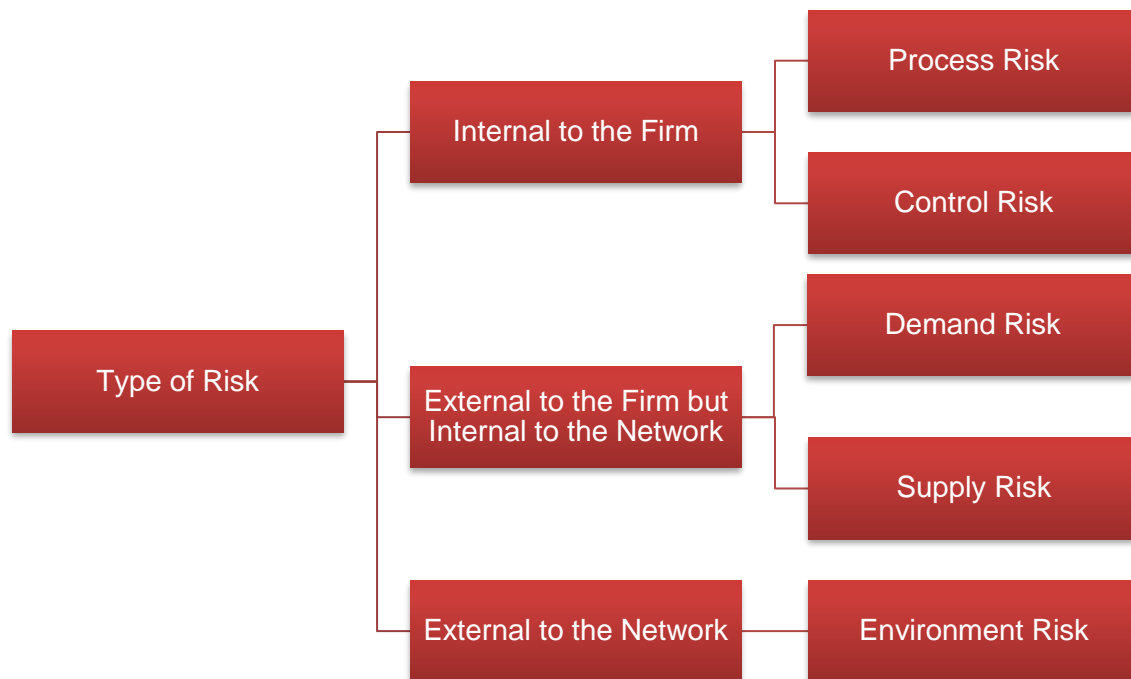 Type of Risk
Internal to the Firm
Process Risk
Control Risk
External to the Firm but
Internal to the Network
Demand Risk
Supply Risk
External to the Network
Environment Risk